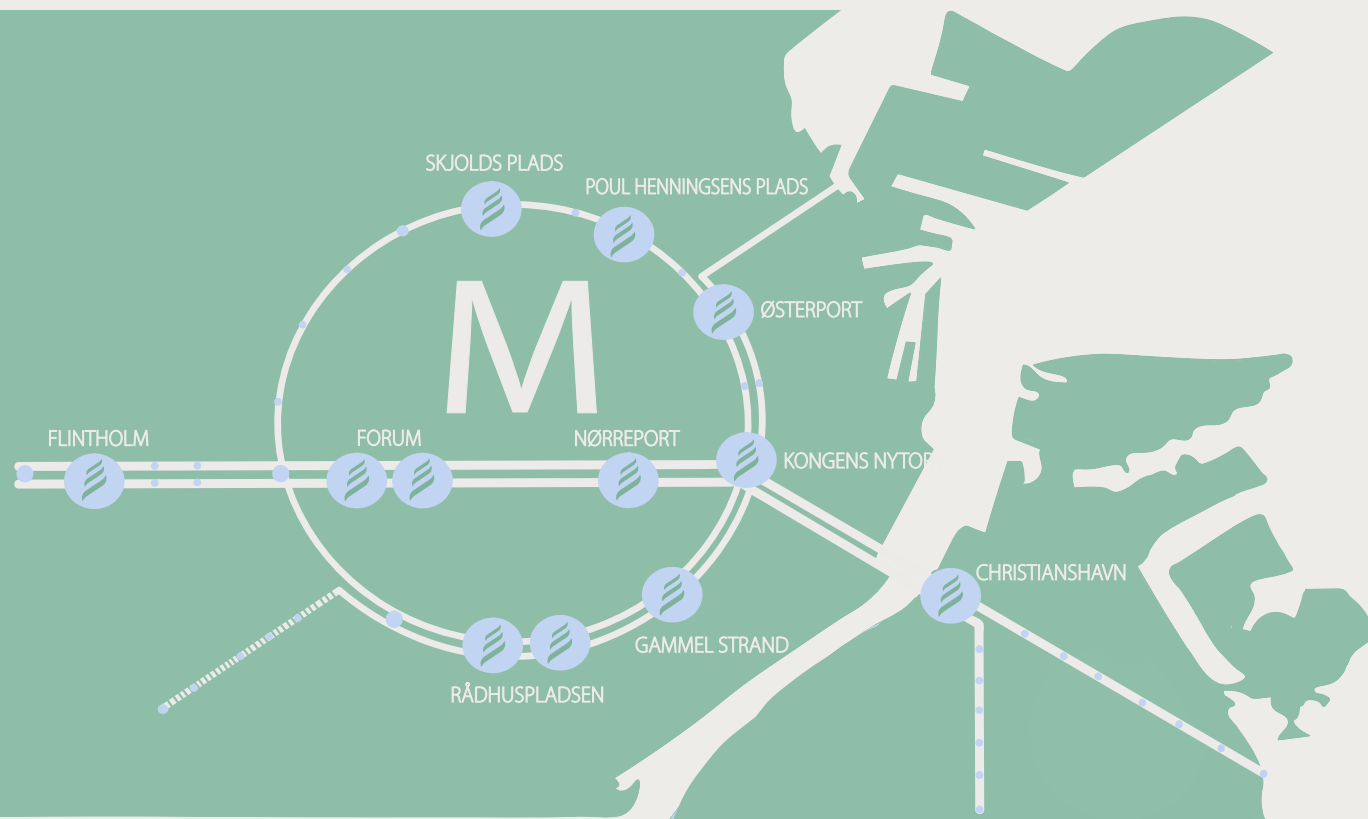 SKJOLDS PLADS
POUL HENNINGSENS PLADS
M
ØSTERPORT
FLINTHOLM
FORUM
NØRREPORT
KONGENS NYTOR
CHRISTIANSHAVN
GAMMEL STRAND
RÅDHUSPLADSEN